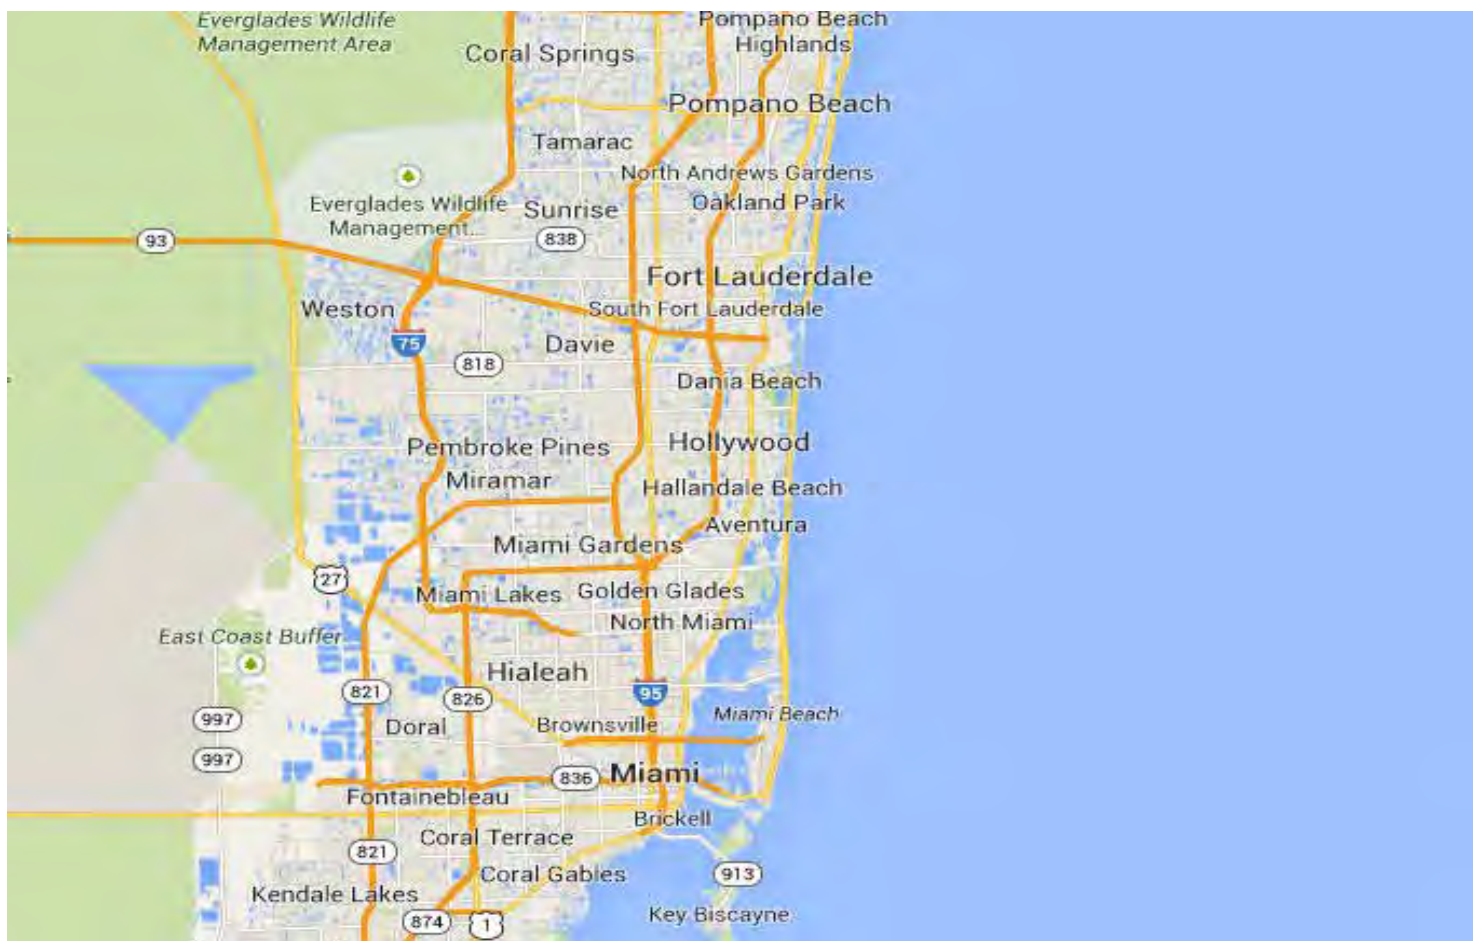 Everglades Wildlife
Management Area
Pompano Beach
Highlands
Coral Springs
Pompano Beach
Tamarac
North Andrews Gardens
Everglades Wildlife
Management...
Sunrise
Oakland Park
93
838
Fort Lauderdale
Weston
South Fort Lauderdale
75
Davie
818
Dania Beach
Pembroke Pines
Hollywood
Miramar
Hallandale Beach
Aventura
Miami Gardens
27
Miami Lakes
Golden Glades
North Miami
East Coast Buffer
Hialeah
821
826
95
997
Doral
Brownsville
Miami Beach
997
836
Miami
Fontainebleau
Brickell
Coral Terrace
821
Coral Gables
913
Kendale Lakes
874
1
Key Biscayne